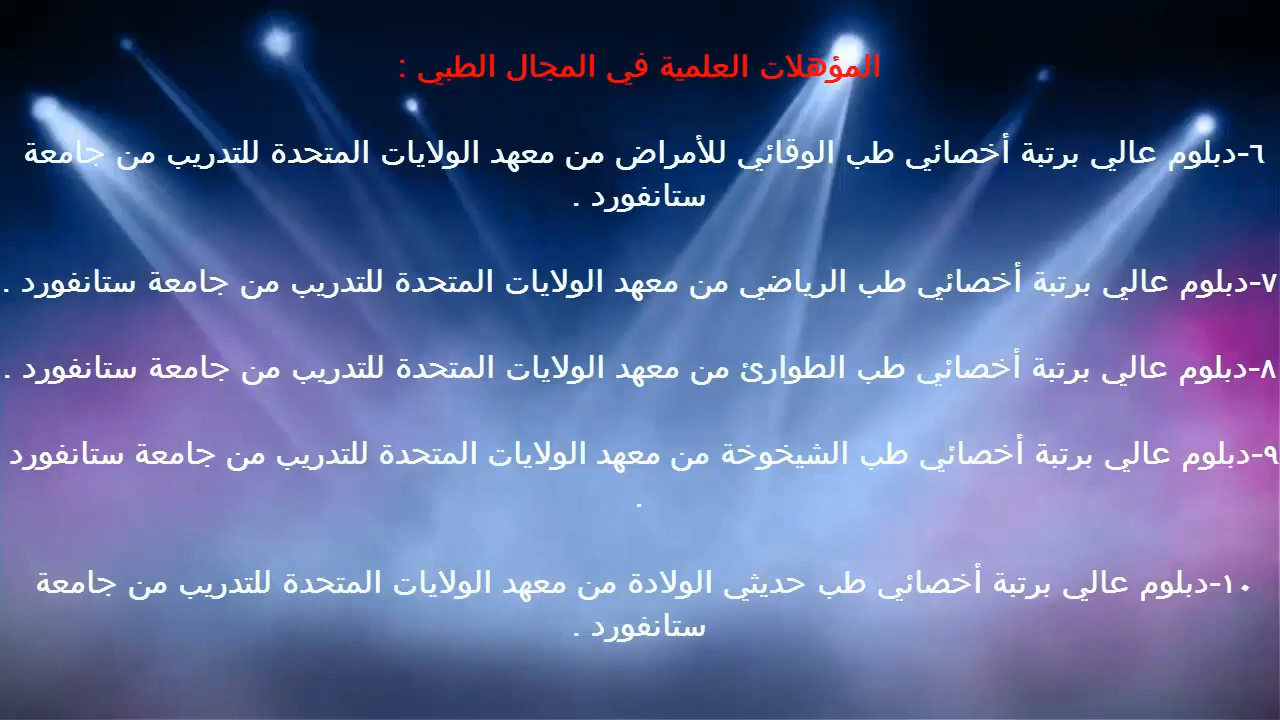 المؤهلات العلمية في المجال الطبي :
٦-دبلوم عالي برتبة أخصائي طب الوقائي للأمراض من معهد الولايات المتحدة للتدريب من جامعة
ستانفورد .
٧-دبلوم عالي برتبة أخصائي طب الرياضي من معهد الولايات المتحدة للتدريب من جامعة ستانفورد .
٨-دبلوم عالي برتبة أخصائي طب الطوارئ من معهد الولايات المتحدة للتدريب من جامعة ستانفورد .
٩-دبلوم عالي برتبة أخصائي طب الشيخوخة من معهد الولايات المتحدة للتدريب من جامعة ستانفورد
.
١٠-دبلوم عالي برتبة أخصائي طب حديثي الولادة من معهد الولايات المتحدة للتدريب من جامعة
ستانفورد .